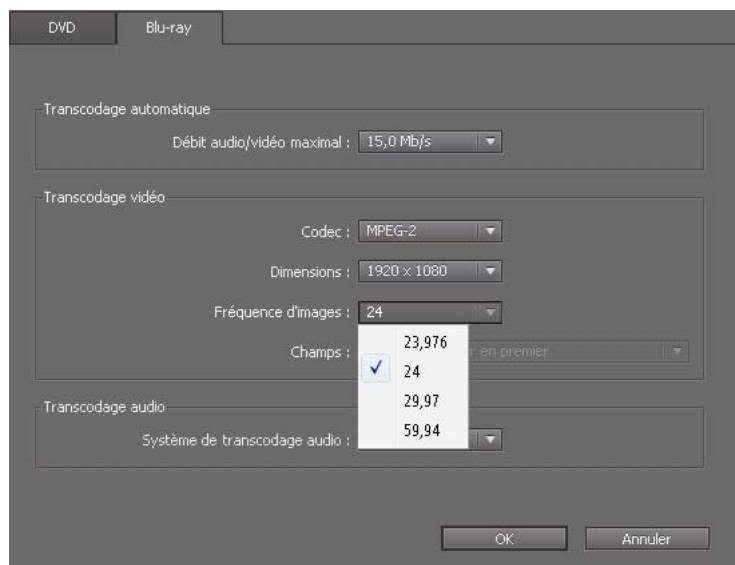 DVD
Blu-ray
Transcodage automatique
Débit audio/vidéo maximal : 15,0 Mb/s
Transcodage vidéo
Codec : MPEG-2
Dimensions : 1920 x 1080
Fréquence d'images : 24
23,976
Champs : en premier
24
29,97
Transcodage audio
59,94
Système de transcodage audio :
OK
Annuler